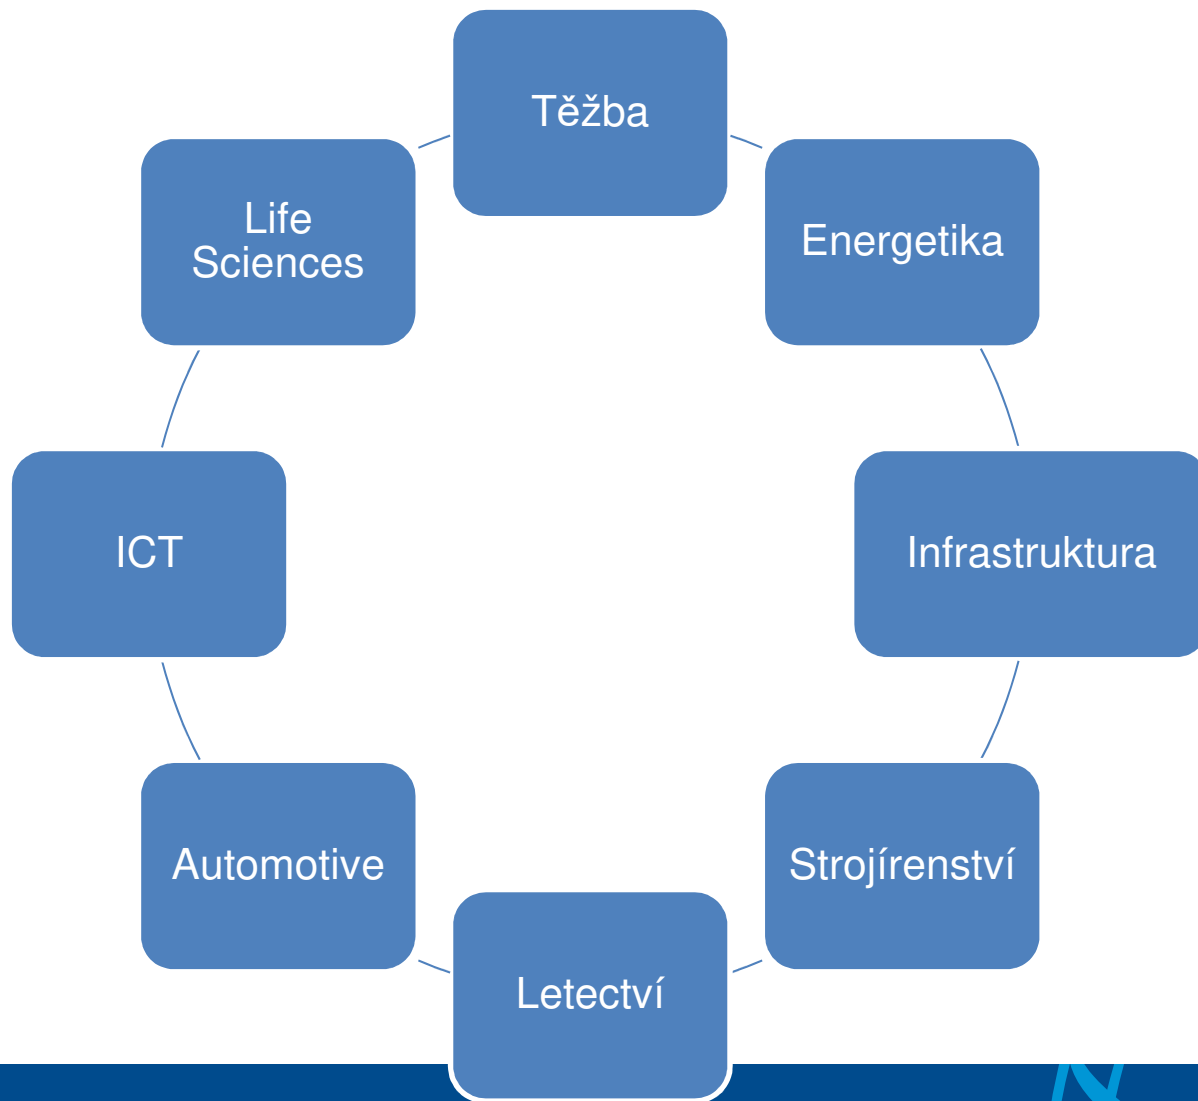 Těžba
Energetika
Infrastruktura
Strojírenství
Letectví
Automotive
ICT
Life
Sciences